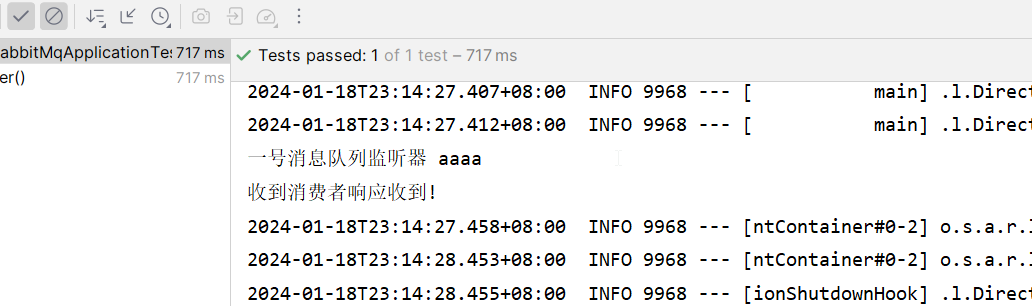 abbitMqApplicationTes 717 ms
Tests passed: 1 of 1 test – 717 ms
er() 717 ms
2024-01-18T23:14:27.407+08:00  INFO 9968 --- [           main] .l.Direct
2024-01-18T23:14:27.412+08:00  INFO 9968 --- [           main] .l.Direct
一号消息队列监听器 aaaa
收到消费者响应收到!
2024-01-18T23:14:27.458+08:00  INFO 9968 --- [ntContainer#0-2] o.s.a.r.l
2024-01-18T23:14:28.453+08:00  INFO 9968 --- [ntContainer#0-2] o.s.a.r.l
2024-01-18T23:14:28.455+08:00  INFO 9968 --- [ionShutdownHook] .l.Direct